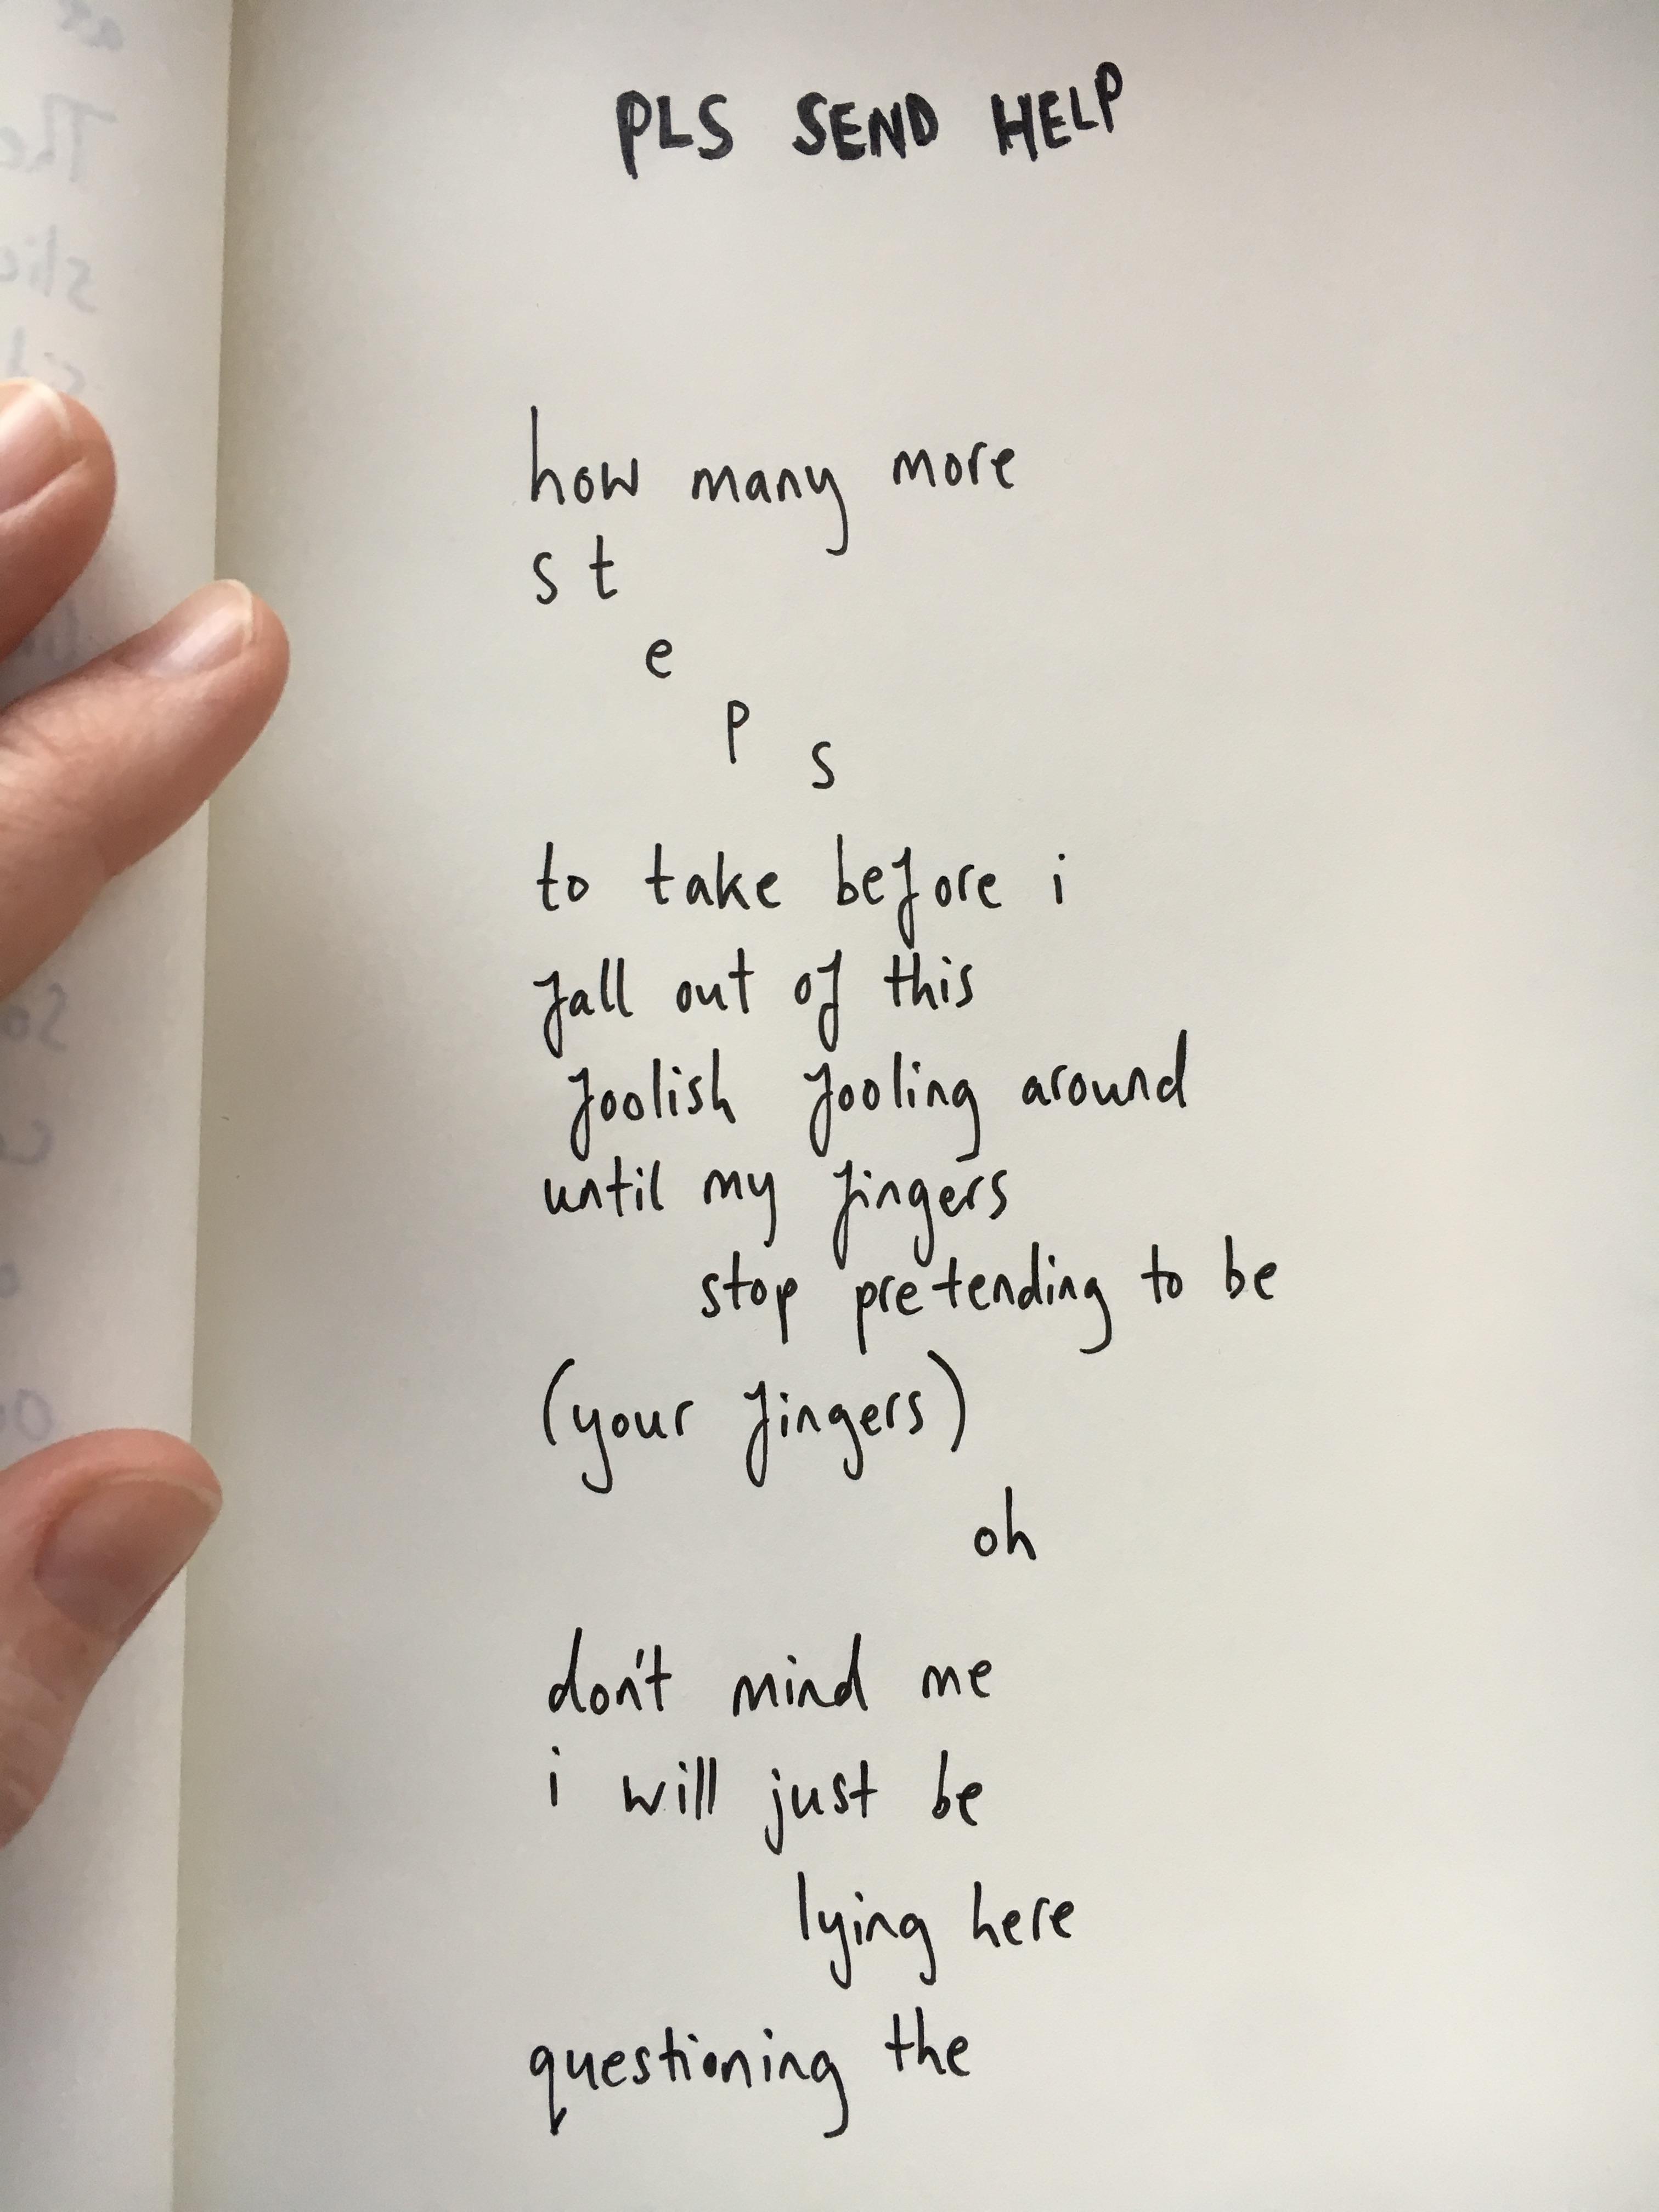 PLS SEND HELP
how many more
s t
e
p
s
to take before i
fall out of this
foolish fooling around
until my fingers
stop pretending to be
(your fingers)
oh
don't mind me
i will just be
lying here
questioning the